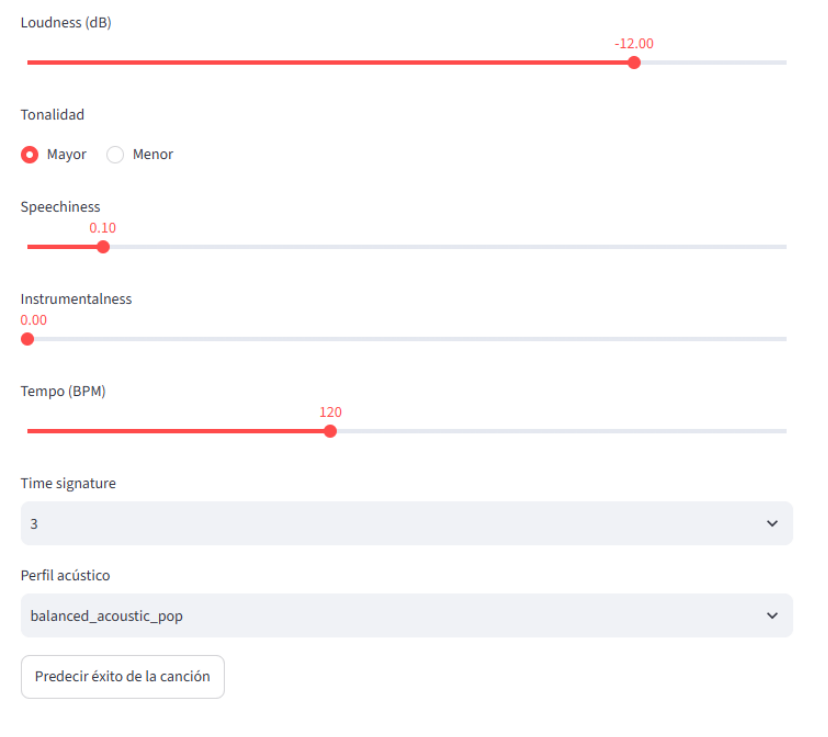 Loudness (dB)
-12.00
Tonalidad
Mayor Menor
Speechiness
0.10
Instrumentalness
0.00
Tempo (BPM)
120
Time signature
3
Perfil acústico
balanced_acoustic_pop
Predecir éxito de la canción